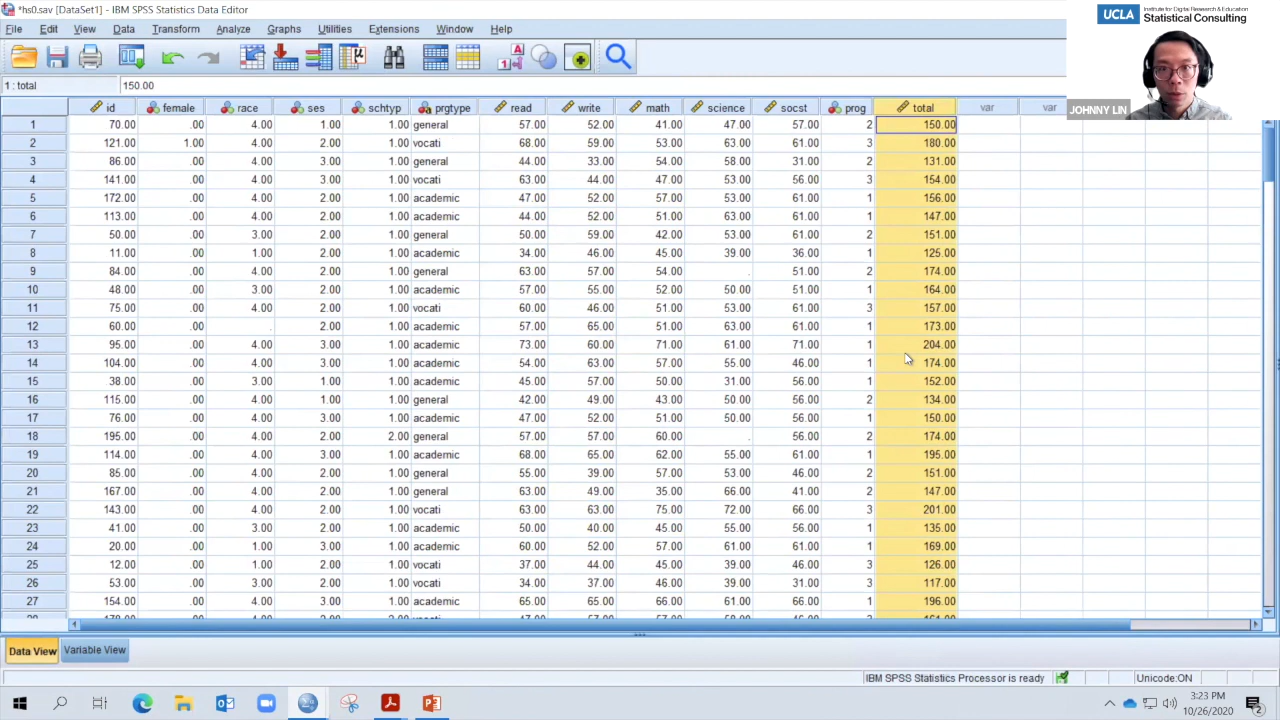 *hs0.sav [DataSet1] - IBM SPSS Statistics Data Editor
UCLA Institute for Digital Research & Education
Statistical Consulting
File Edit View Data Transform Analyze Graphs Utilities Extensions Window Help
JOHNNY LIN
1 : total 150.00
id female race ses schtyp prgtype read write math science socst prog total var var
1 70.00 .00 4.00 1.00 1.00 general 57.00 52.00 41.00 47.00 57.00 2 150.00
2 121.00 1.00 4.00 2.00 1.00 vocati 68.00 59.00 53.00 63.00 61.00 3 180.00
3 86.00 .00 4.00 3.00 1.00 general 44.00 33.00 54.00 58.00 31.00 2 131.00
4 141.00 .00 4.00 3.00 1.00 vocati 63.00 44.00 47.00 53.00 56.00 3 154.00
5 172.00 .00 4.00 2.00 1.00 academic 47.00 52.00 57.00 53.00 61.00 1 156.00
6 113.00 .00 4.00 2.00 1.00 academic 44.00 52.00 51.00 63.00 61.00 1 147.00
7 50.00 .00 3.00 2.00 1.00 general 50.00 59.00 42.00 53.00 61.00 2 151.00
8 11.00 .00 1.00 2.00 1.00 academic 34.00 46.00 45.00 39.00 36.00 1 125.00
9 84.00 .00 4.00 2.00 1.00 general 63.00 57.00 54.00 . 51.00 2 174.00
10 48.00 .00 3.00 2.00 1.00 academic 57.00 55.00 52.00 50.00 51.00 1 164.00
11 75.00 .00 4.00 2.00 1.00 vocati 60.00 46.00 51.00 53.00 61.00 3 157.00
12 60.00 .00 . 2.00 1.00 academic 57.00 65.00 51.00 63.00 61.00 1 173.00
13 95.00 .00 4.00 3.00 1.00 academic 73.00 60.00 71.00 61.00 71.00 1 204.00
14 104.00 .00 4.00 3.00 1.00 academic 54.00 63.00 57.00 55.00 46.00 1 174.00
15 38.00 .00 3.00 1.00 1.00 academic 45.00 57.00 50.00 31.00 56.00 1 152.00
16 115.00 .00 4.00 1.00 1.00 general 42.00 49.00 43.00 50.00 56.00 2 134.00
17 76.00 .00 4.00 3.00 1.00 academic 47.00 52.00 51.00 50.00 56.00 1 150.00
18 195.00 .00 4.00 2.00 2.00 general 57.00 57.00 60.00 . 56.00 2 174.00
19 114.00 .00 4.00 3.00 1.00 academic 68.00 65.00 62.00 55.00 61.00 1 195.00
20 85.00 .00 4.00 2.00 1.00 general 55.00 39.00 57.00 53.00 46.00 2 151.00
21 167.00 .00 4.00 2.00 1.00 general 63.00 49.00 35.00 66.00 41.00 2 147.00
22 143.00 .00 4.00 2.00 1.00 vocati 63.00 63.00 75.00 72.00 66.00 3 201.00
23 41.00 .00 3.00 2.00 1.00 academic 50.00 40.00 45.00 55.00 56.00 1 135.00
24 20.00 .00 1.00 3.00 1.00 academic 60.00 52.00 57.00 61.00 61.00 1 169.00
25 12.00 .00 1.00 2.00 1.00 vocati 37.00 44.00 45.00 39.00 46.00 3 126.00
26 53.00 .00 3.00 2.00 1.00 vocati 34.00 37.00 46.00 39.00 31.00 3 117.00
27 154.00 .00 4.00 3.00 1.00 academic 65.00 65.00 66.00 61.00 66.00 1 196.00
Data View Variable View
IBM SPSS Statistics Processor is ready Unicode:ON
3:23 PM
10/26/2020
2